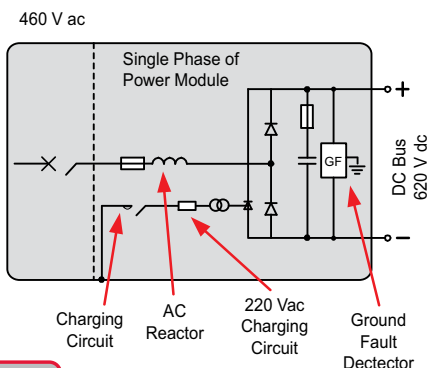 460 V ac
Single Phase of
Power Module
+
GF
DC Bus
620 V dc
–
Charging
Circuit
AC
Reactor
220 Vac
Charging
Circuit
Ground
Fault
Dectector